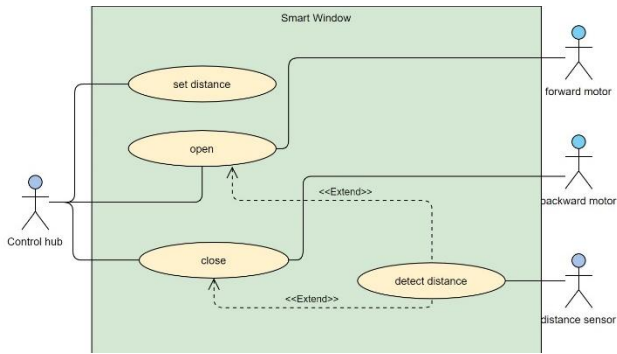 Smart Window
set distance
forward motor
open
<<Extend>>
backward motor
Control hub
close
detect distance
<<Extend>>
distance sensor